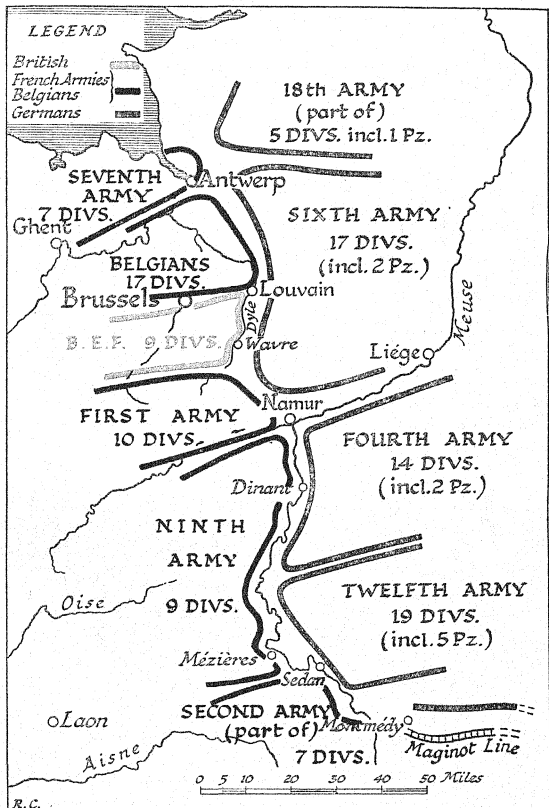 LEGEND
British
French Armies
Belgians
Germans
18th ARMY
(part of)
5 DIVS. incl. 1 Pz.
SEVENTH
ARMY
7 DIVS.
Antwerp
Ghent
SIXTH ARMY
17 DIVS.
(incl. 2 Pz.)
BELGIANS
17 DIVS.
Brussels
Louvain
Dyle
Meuse
B.E.F. 9 DIVS.
Wavre
Liége
FIRST ARMY
10 DIVS.
Namur
FOURTH ARMY
14 DIVS.
(incl. 2 Pz.)
Dinant
NINTH
ARMY
9 DIVS.
Oise
TWELFTH ARMY
19 DIVS.
(incl. 5 Pz.)
Mézières
Sedan
SECOND ARMY
(part of)
7 DIVS.
Montmédy
Maginot Line
Laon
Aisne
0 5 10 20 30 40 50 Miles
R.C.